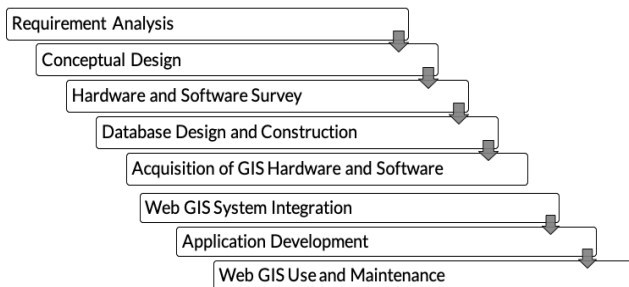 Requirement Analysis
Conceptual Design
Hardware and Software Survey
Database Design and Construction
Acquisition of GIS Hardware and Software
Web GIS System Integration
Application Development
Web GIS Use and Maintenance